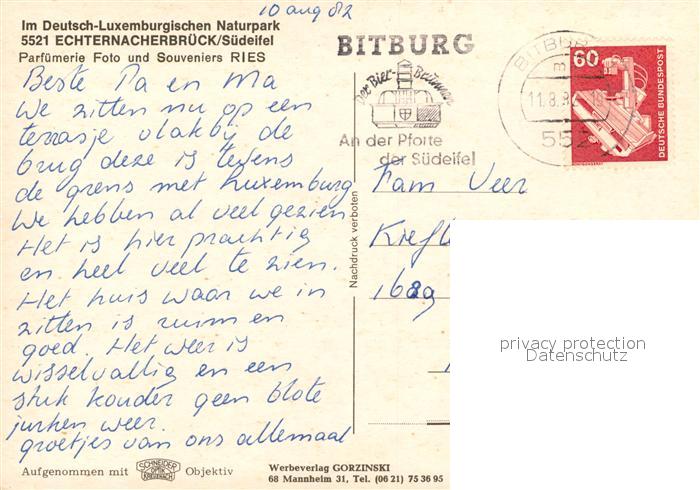 10 aug 82
Im Deutsch-Luxemburgischen Naturpark
5521 ECHTERNACHERBRÜCK/Südeifel
Parfümerie Foto und Souveniers RIES
Beste Pa en Ma
We zitten nu op een
terrasje vlakbij de
brug deze is tevens
de grens met Luxemburg
We hebben al veel gezien
Het is hier prachtig
en heel veel te zien.
Het huis waar we in
zitten is ruim en
goed. Het weer is
wisselvallig en een
stuk kouder geen blote
jurken weer.
groetjes van ons allemaal
Aufgenommen mit
SCHNEIDER
OPTIK
KREUZNACH
Objektiv
Nachdruck verboten
Werbeverlag GORZINSKI
68 Mannheim 31, Tel. (06 21) 75 36 95
BITBURG
Der Bier-Brunnen
An der Pforte
der Südeifel
BITBURG
11.8.82
552
60
DEUTSCHE BUNDESPOST
Fam Veer
1689
privacy protection
Datenschutz